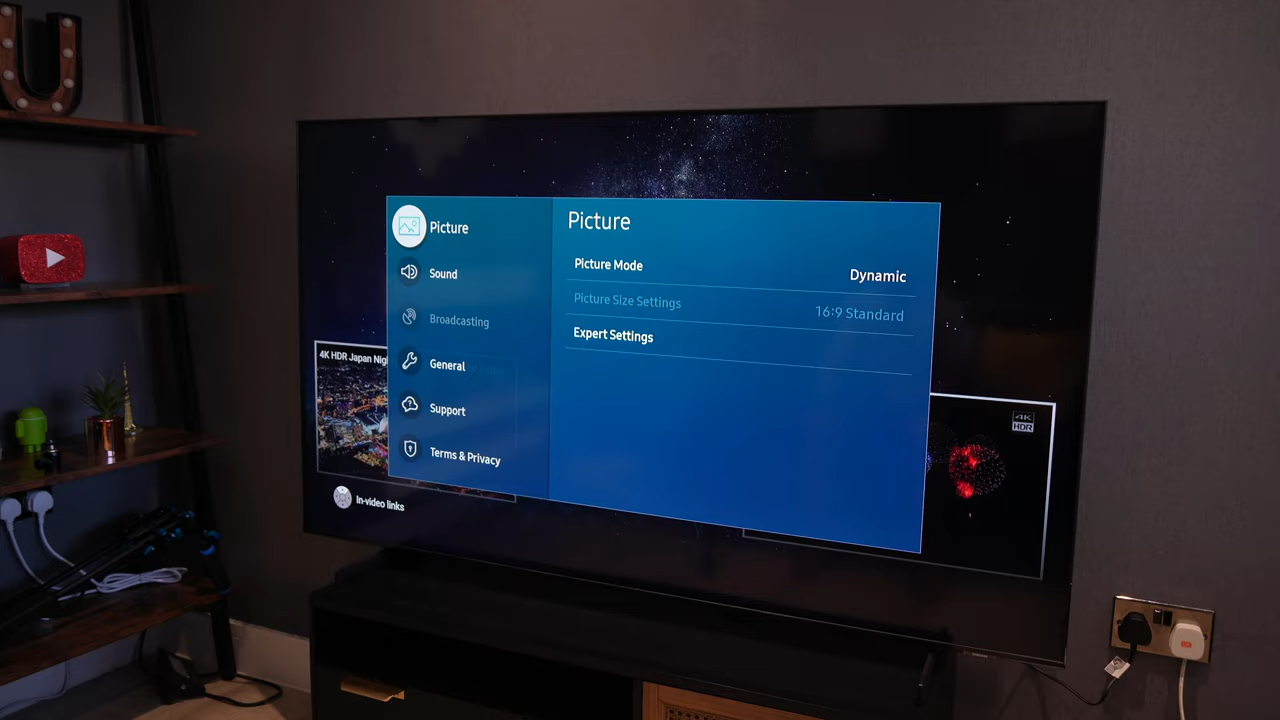 U
Picture
Sound
Broadcasting
General
Support
Terms & Privacy
Picture
Picture Mode
Dynamic
Picture Size Settings
16:9 Standard
Expert Settings
4K HDR Japan Nig
In-video links
4K
HDR